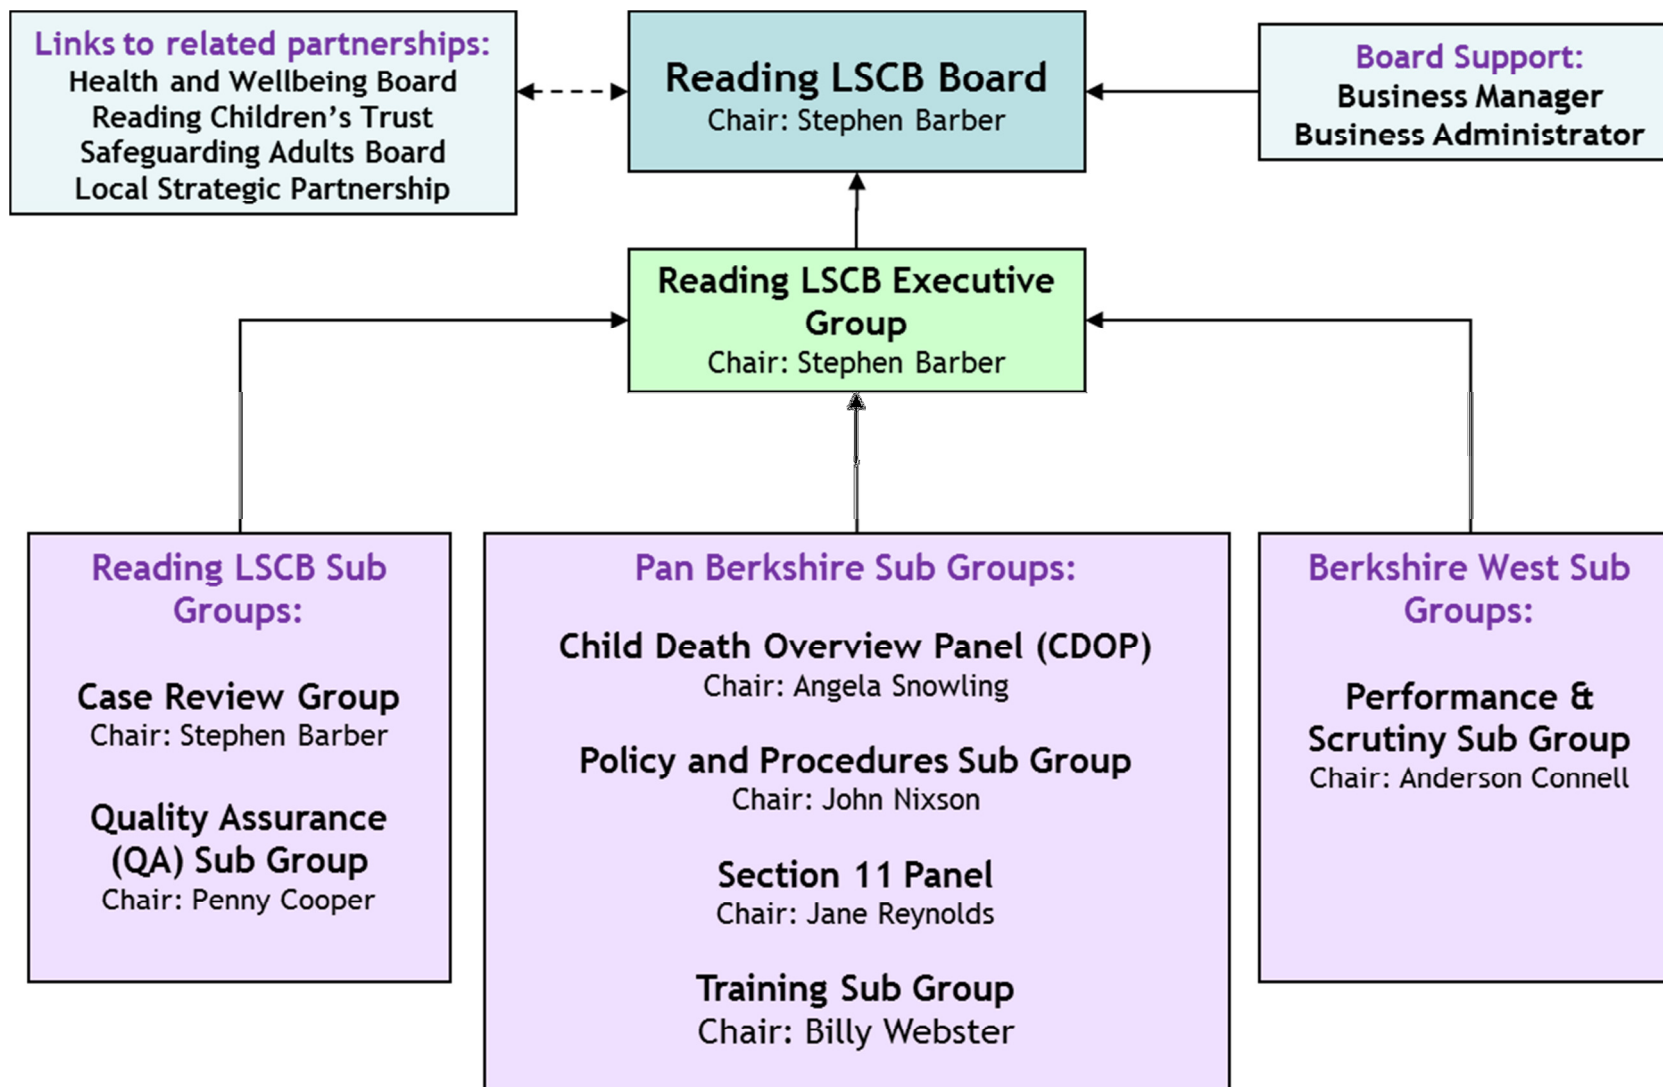 Links to related partnerships:
Health and Wellbeing Board
Reading Children’s Trust
Safeguarding Adults Board
Local Strategic Partnership
Reading LSCB Board
Chair: Stephen Barber
Board Support:
Business Manager
Business Administrator
Reading LSCB Executive
Group
Chair: Stephen Barber
Reading LSCB Sub
Groups:
Case Review Group
Chair: Stephen Barber
Quality Assurance
(QA) Sub Group
Chair: Penny Cooper
Pan Berkshire Sub Groups:
Child Death Overview Panel (CDOP)
Chair: Angela Snowling
Policy and Procedures Sub Group
Chair: John Nixson
Section 11 Panel
Chair: Jane Reynolds
Training Sub Group
Chair: Billy Webster
Berkshire West Sub
Groups:
Performance &
Scrutiny Sub Group
Chair: Anderson Connell